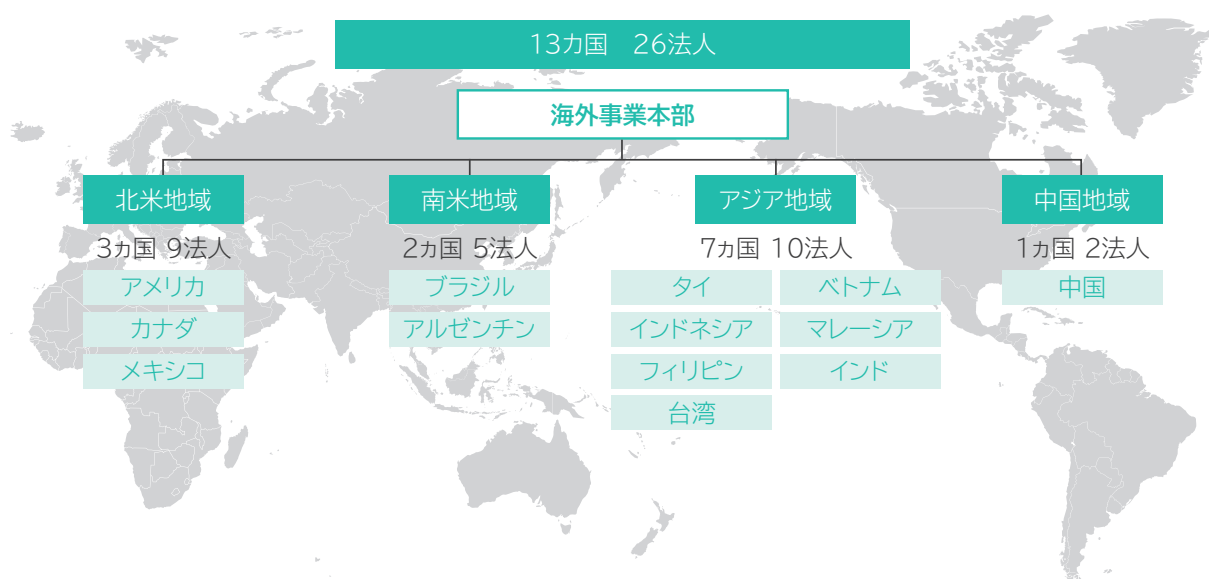 13カ国　26法人
海外事業本部
北米地域
3カ国 9法人
アメリカ
カナダ
メキシコ
南米地域
2カ国 5法人
ブラジル
アルゼンチン
アジア地域
7カ国 10法人
タイ
ベトナム
インドネシア
マレーシア
フィリピン
インド
台湾
中国地域
1カ国 2法人
中国